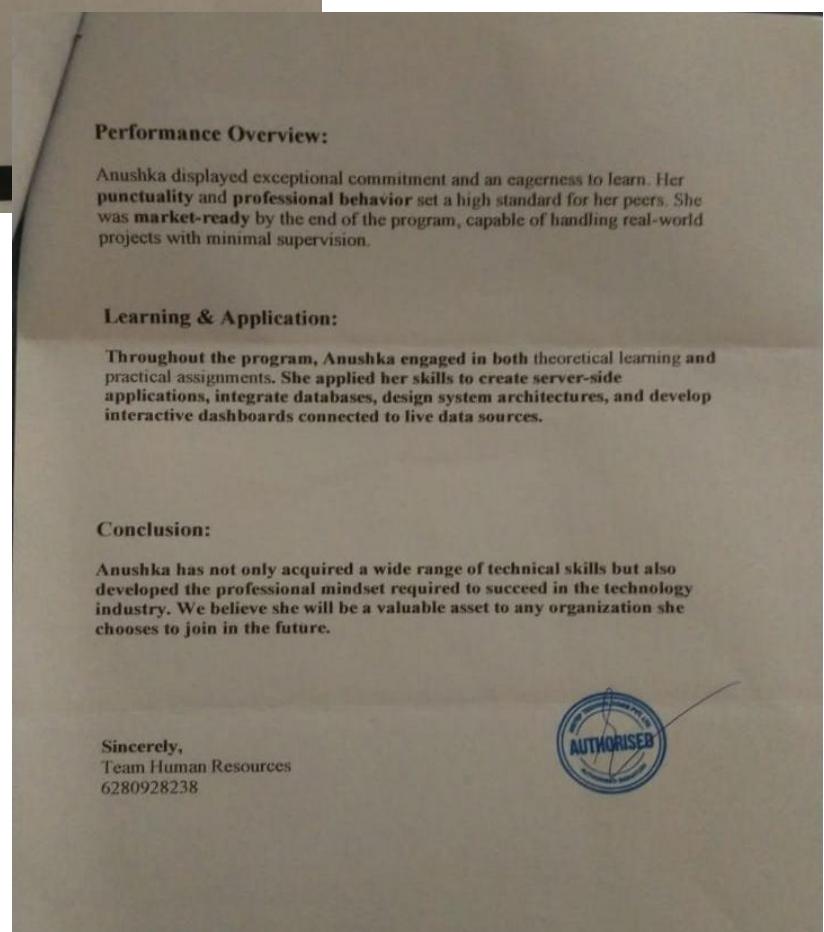 Performance Overview:
Anushka displayed exceptional commitment and an eagerness to learn. Her
punctuality and professional behavior set a high standard for her peers. She
was market-ready by the end of the program, capable of handling real-world
projects with minimal supervision.
Learning & Application:
Throughout the program, Anushka engaged in both theoretical learning and
practical assignments. She applied her skills to create server-side
applications, integrate databases, design system architectures, and develop
interactive dashboards connected to live data sources.
Conclusion:
Anushka has not only acquired a wide range of technical skills but also
developed the professional mindset required to succeed in the technology
industry. We believe she will be a valuable asset to any organization she
chooses to join in the future.
Sincerely,
Team Human Resources
6280928238
AUTHORISED